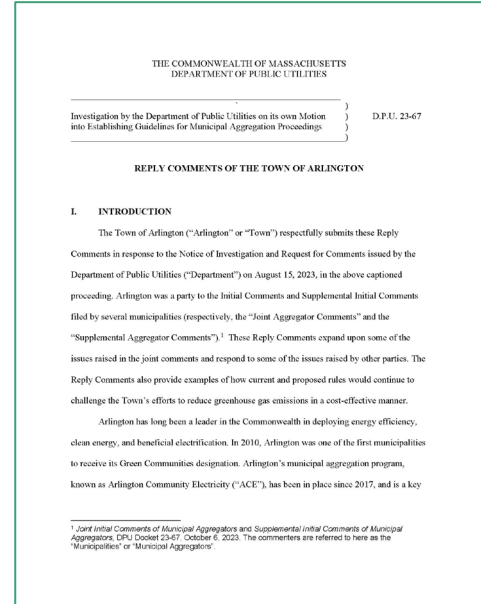 THE COMMONWEALTH OF MASSACHUSETTS
DEPARTMENT OF PUBLIC UTILITIES
)
Investigation by the Department of Public Utilities on its own Motion ) D.P.U. 23-67
into Establishing Guidelines for Municipal Aggregation Proceedings )
)
REPLY COMMENTS OF THE TOWN OF ARLINGTON
I. INTRODUCTION
The Town of Arlington (“Arlington” or “Town”) respectfully submits these Reply
Comments in response to the Notice of Investigation and Request for Comments issued by the
Department of Public Utilities (“Department”) on August 15, 2023, in the above captioned
proceeding. Arlington was a party to the Initial Comments and Supplemental Initial Comments
filed by several municipalities (respectively, the “Joint Aggregator Comments” and the
“Supplemental Aggregator Comments”).1 These Reply Comments expand upon some of the
issues raised in the joint comments and respond to some of the issues raised by other parties. The
Reply Comments also provide examples of how current and proposed rules would continue to
challenge the Town’s efforts to reduce greenhouse gas emissions in a cost-effective manner.
Arlington has long been a leader in the Commonwealth in deploying energy efficiency,
clean energy, and beneficial electrification. In 2010, Arlington was one of the first municipalities
to receive its Green Communities designation. Arlington’s municipal aggregation program,
known as Arlington Community Electricity (“ACE”), has been in place since 2017, and is a key
1 Joint Initial Comments of Municipal Aggregators and Supplemental Initial Comments of Municipal
Aggregators, DPU Docket 23-67, October 6, 2023. The commenters are referred to here as the
“Municipalities” or “Municipal Aggregators”.